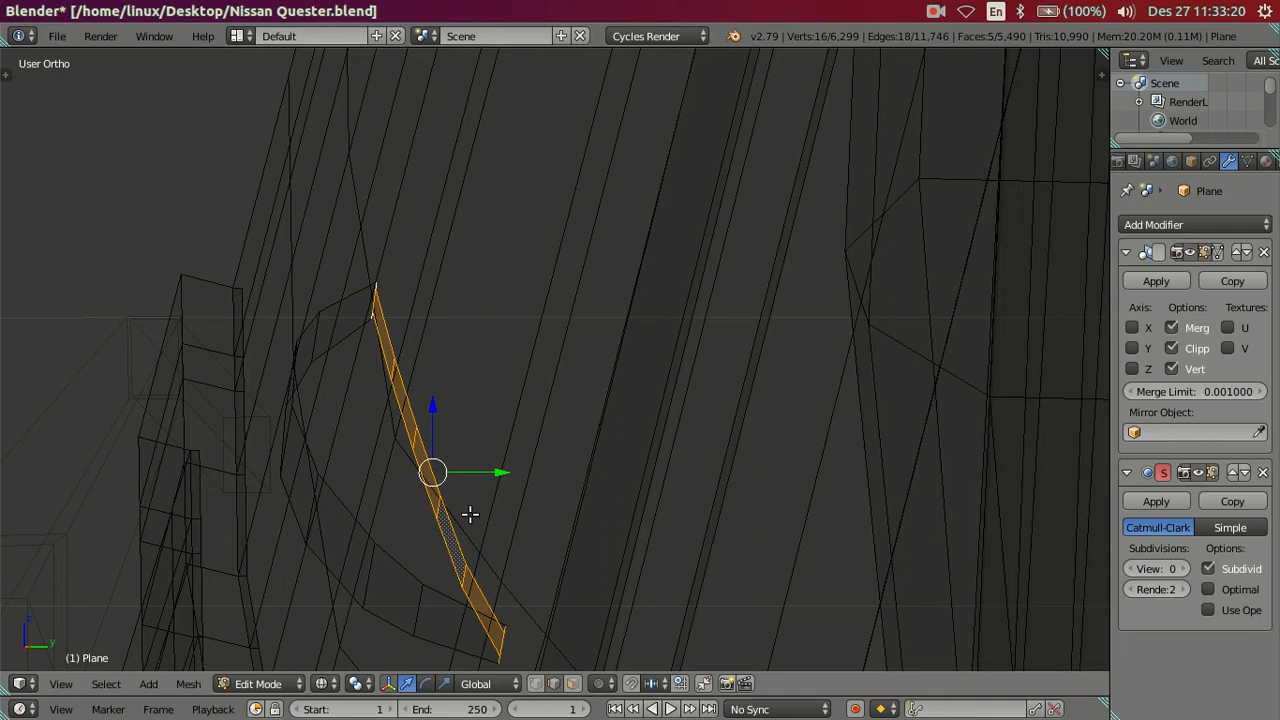 Blender* [/home/linux/Desktop/Nissan Quester.blend]
En
(100%)
Des 27 11:33:20
File
Render
Window
Help
Default
Scene
Cycles Render
v2.79 | Verts:16/6,299 | Edges:18/11,746 | Faces:5/5,490 | Tris:10,990 | Mem:20.20M (0.11M) | Plane
User Ortho
View
Search
All Sc
Scene
RenderL
World
Plane
Add Modifier
Apply
Copy
Axis:
Options:
Textures:
X
Merg
U
Y
Clipp
V
Z
Vert
Merge Limit: 0.001000
Mirror Object:
S
Apply
Copy
Catmull-Clark
Simple
Subdivisions:
Options:
View: 0
Subdivid
Rende:2
Optimal
Use Ope
z
y
(1) Plane
View
Select
Add
Mesh
Edit Mode
Global
View
Marker
Frame
Playback
Start:
1
End:
250
1
No Sync